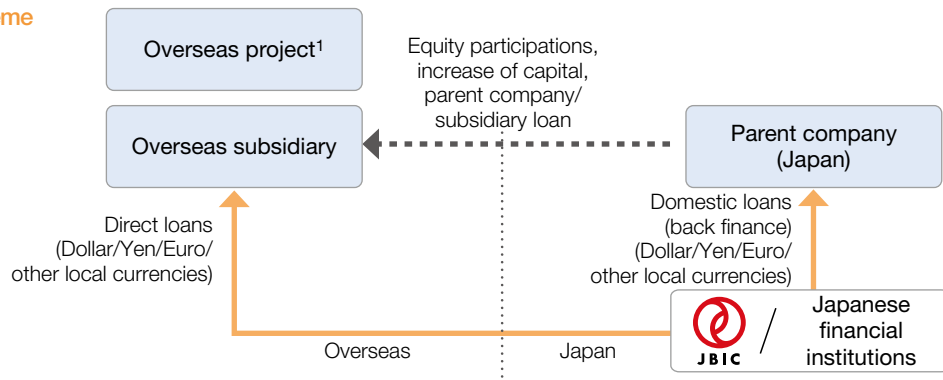 eme
Overseas project¹
Overseas subsidiary
Equity participations,
increase of capital,
parent company/
subsidiary loan
Parent company
(Japan)
Direct loans
(Dollar/Yen/Euro/
other local currencies)
Domestic loans
(back finance)
(Dollar/Yen/Euro/
other local currencies)
Overseas
Japan
JBIC
/
Japanese
financial
institutions